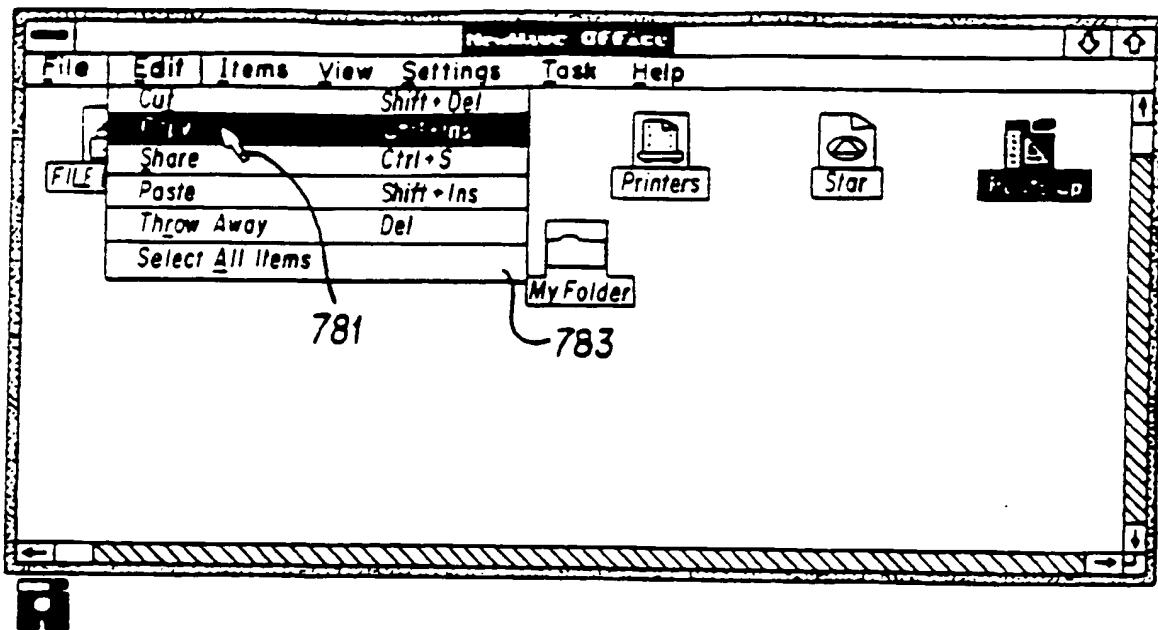 NewWave Office
File Edit Items View Settings Task Help
Cut Shift + Del
Copy
Share Ctrl + S
Paste Shift + Ins
Throw Away Del
Select All Items
FILE
Printers
Star
My Folder
781
783